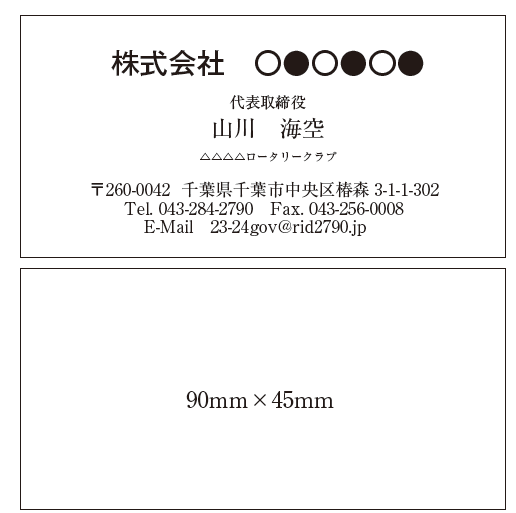 株式会社　○●○●○●
代表取締役
山川　海空
△△△△ロータリークラブ
〒260-0042 千葉県千葉市中央区椿森 3-1-1-302
Tel. 043-284-2790　Fax. 043-256-0008
E-Mail　23-24gov@rid2790.jp
90mm×45mm